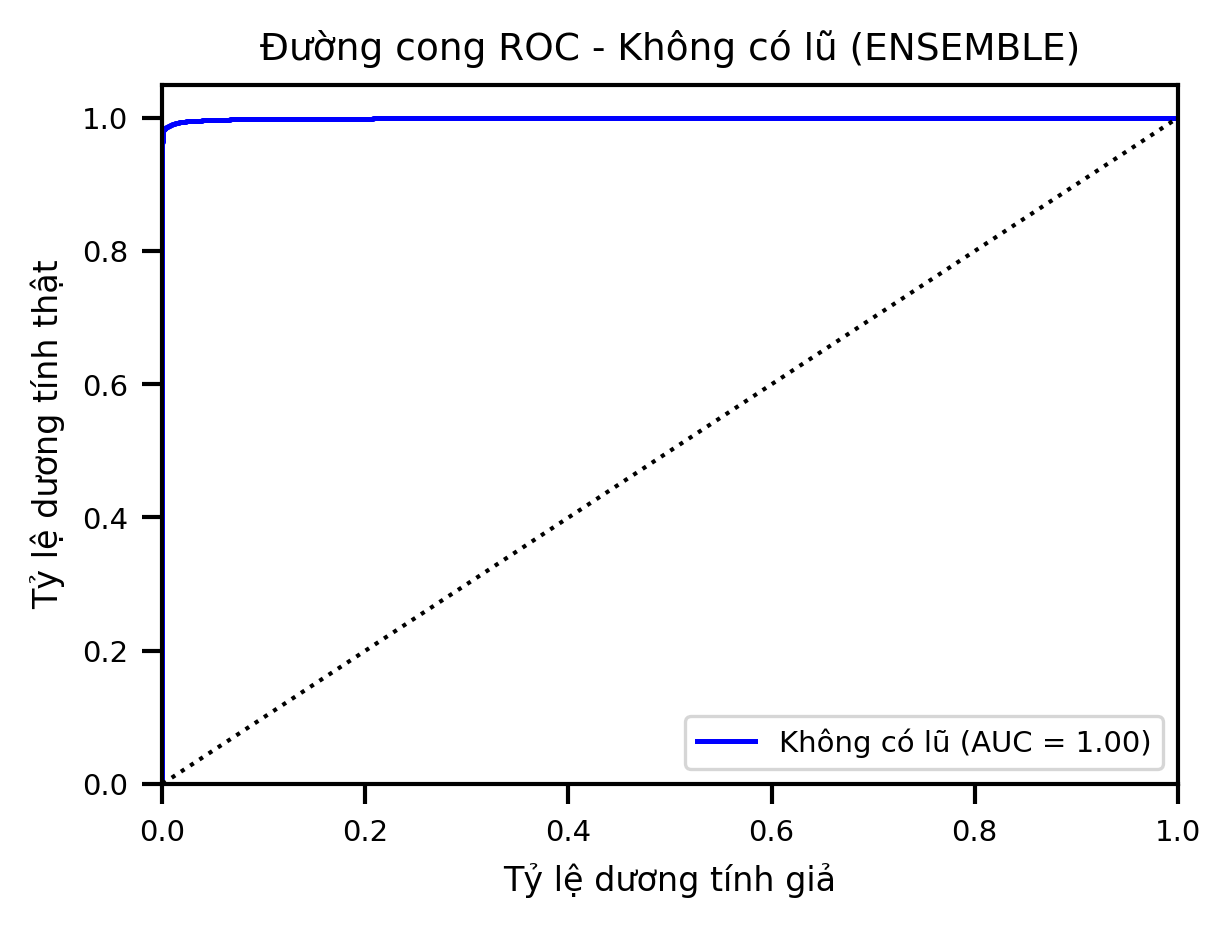 Đường cong ROC - Không có lũ (ENSEMBLE)
Tỷ lệ dương tính thật
1.0
0.8
0.6
0.4
0.2
0.0
Không có lũ (AUC = 1.00)
0.0 0.2 0.4 0.6 0.8 1.0
Tỷ lệ dương tính giả